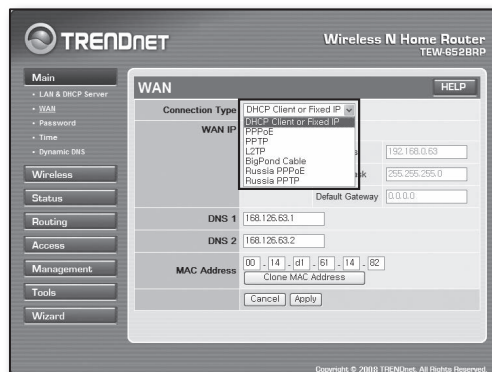 TRENDNET
Wireless N Home Router
TEW-652BRP
Main
• LAN & DHCP Server
• WAN
• Password
• Time
• Dynamic DNS
Wireless
Status
Routing
Access
Management
Tools
Wizard
WAN
HELP
Connection Type
DHCP Client or Fixed IP
DHCP Client or Fixed IP
PPPoE
PPTP
L2TP
BigPond Cable
Russia PPPoE
Russia PPTP
WAN IP
192.168.0.63
255.255.255.0
Default Gateway 0.0.0.0
DNS 1 168.126.63.1
DNS 2 168.126.63.2
MAC Address 00 - 14 - d1 - 61 - 14 - 82
Clone MAC Address
Cancel Apply
Copyright © 2008 TRENDnet. All Rights Reserved.